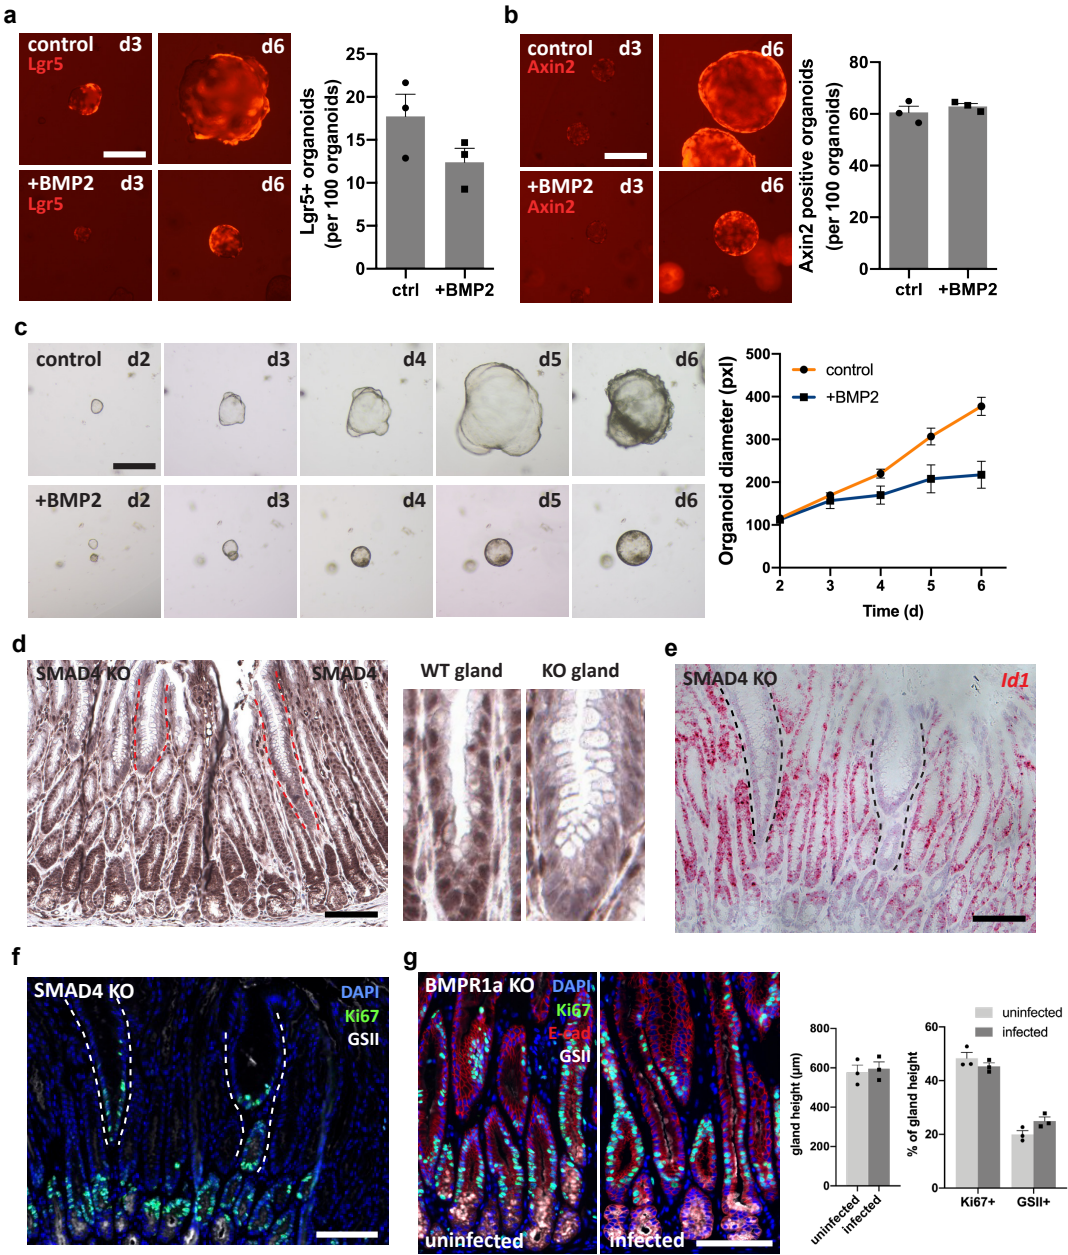 a
control d3
Lgr5
d6
+BMP2 d3
Lgr5
d6
Lgr5+ organoids
(per 100 organoids)
25
20
15
10
5
0
ctrl +BMP2
b
control d3
Axin2
d6
+BMP2 d3
Axin2
d6
Axin2 positive organoids
(per 100 organoids)
80
60
40
20
0
ctrl +BMP2
c
control d2
d3
d4
d5
d6
+BMP2 d2
d3
d4
d5
d6
Organoid diameter (pxl)
500
400
300
200
100
0
control
+BMP2
2 3 4 5 6
Time (d)
d
SMAD4 KO SMAD4
WT gland KO gland
e
SMAD4 KO Id1
f
SMAD4 KO DAPI
Ki67
GSII
g
BMPR1a KO DAPI
Ki67
E-cad
GSII
uninfected
infected
gland height (μm)
800
600
400
200
0
uninfected
infected
uninfected
infected
% of gland height
60
40
20
0
Ki67+ GSII+